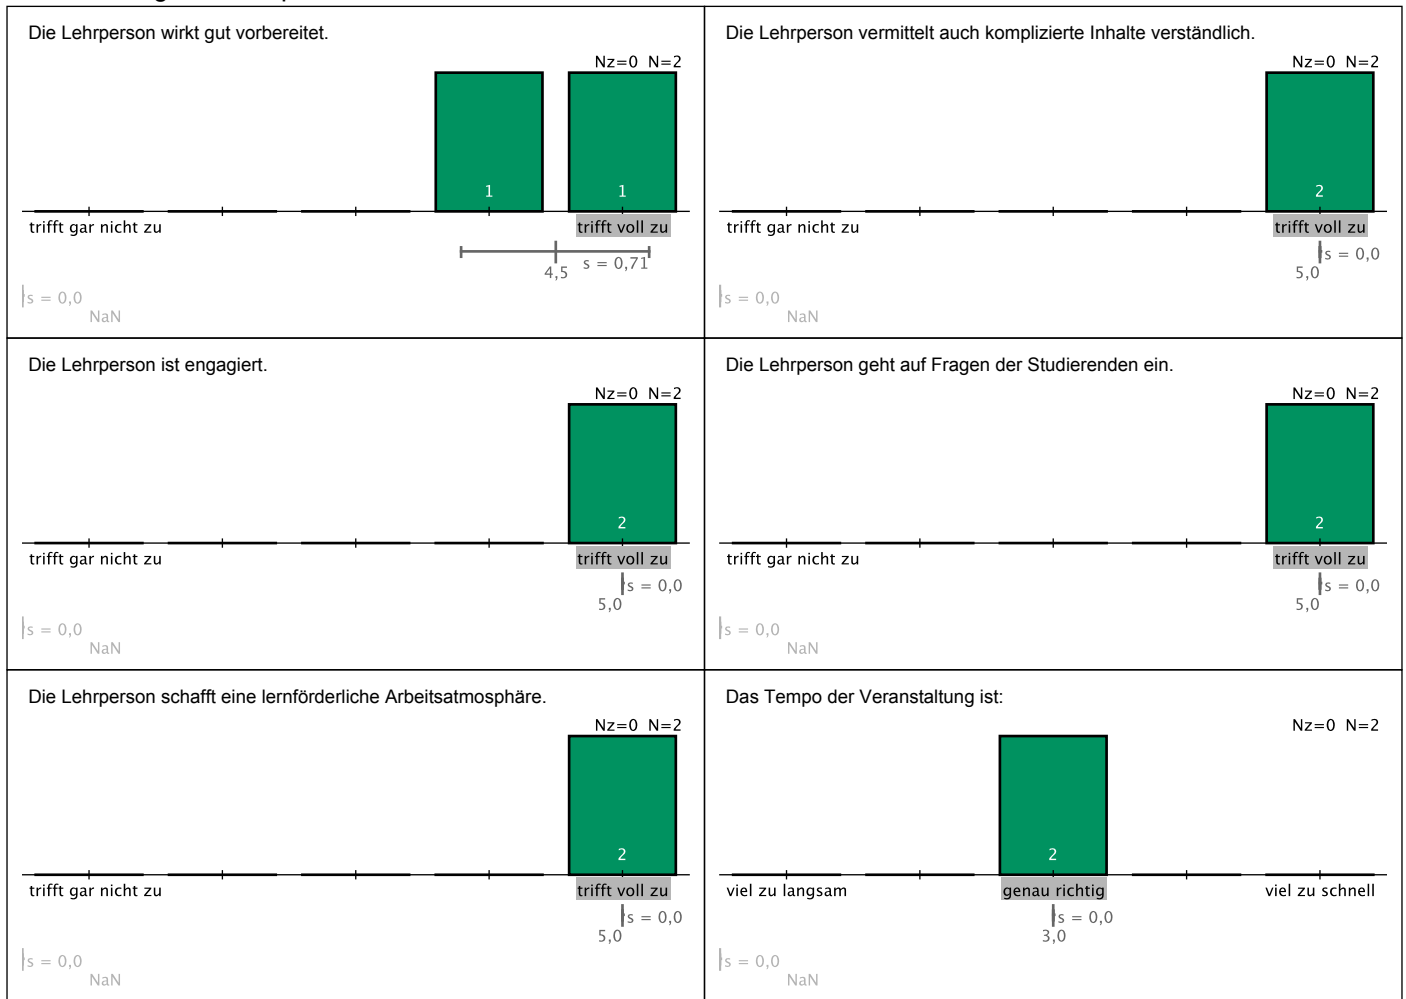 Die Lehrperson wirkt gut vorbereitet.
Nz=0 N=2
1
1
trifft gar nicht zu
trifft voll zu
4,5
s = 0,71
s = 0,0
NaN
Die Lehrperson vermittelt auch komplizierte Inhalte verständlich.
Nz=0 N=2
2
trifft gar nicht zu
trifft voll zu
s = 0,0
5,0
s = 0,0
NaN
Die Lehrperson ist engagiert.
Nz=0 N=2
2
trifft gar nicht zu
trifft voll zu
s = 0,0
5,0
s = 0,0
NaN
Die Lehrperson geht auf Fragen der Studierenden ein.
Nz=0 N=2
2
trifft gar nicht zu
trifft voll zu
s = 0,0
5,0
s = 0,0
NaN
Die Lehrperson schafft eine lernförderliche Arbeitsatmosphäre.
Nz=0 N=2
2
trifft gar nicht zu
trifft voll zu
s = 0,0
5,0
s = 0,0
NaN
Das Tempo der Veranstaltung ist:
Nz=0 N=2
2
viel zu langsam
genau richtig
viel zu schnell
s = 0,0
3,0
s = 0,0
NaN